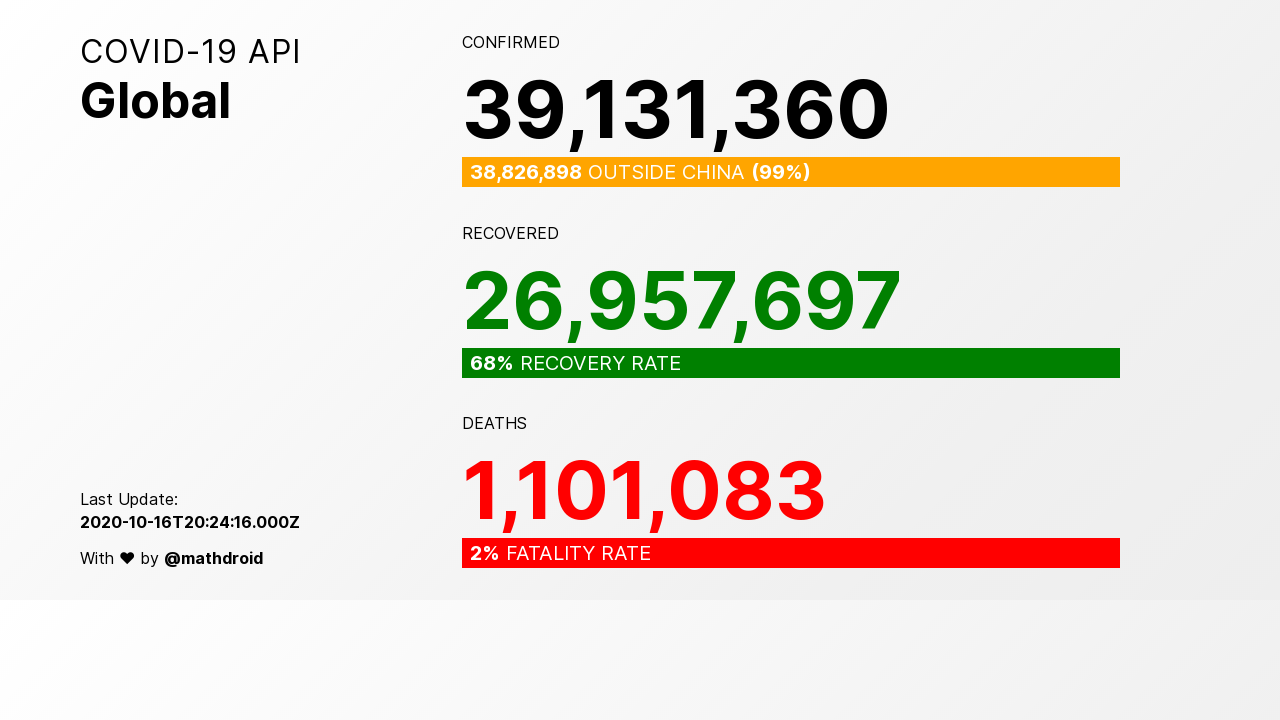 COVID-19 API
Global
CONFIRMED
39,131,360
38,826,898 OUTSIDE CHINA (99%)
RECOVERED
26,957,697
68% RECOVERY RATE
DEATHS
1,101,083
2% FATALITY RATE
Last Update:
2020-10-16T20:24:16.000Z
With ♥ by @mathdroid